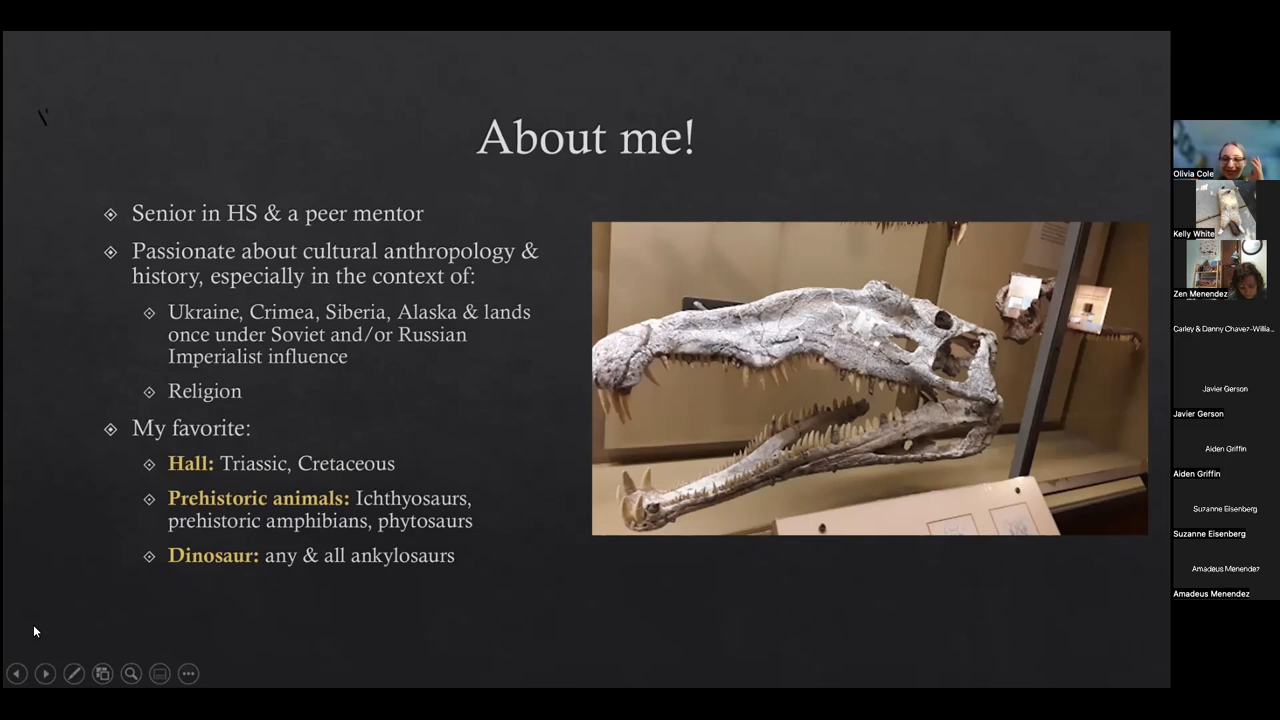 About me!
Senior in HS & a peer mentor
Passionate about cultural anthropology &
history, especially in the context of:
Ukraine, Crimea, Siberia, Alaska & lands
once under Soviet and/or Russian
Imperialist influence
Religion
My favorite:
Hall: Triassic, Cretaceous
Prehistoric animals: Ichthyosaurs,
prehistoric amphibians, phytosaurs
Dinosaur: any & all ankylosaurs
Olivia Cole
Kelly White
Zen Menendez
Carley & Danny Chavez-Willia...
Javier Gerson
Javier Gerson
Aiden Griffin
Aiden Griffin
Suzanne Eisenberg
Suzanne Eisenberg
Amadeus Menendez
Amadeus Menendez